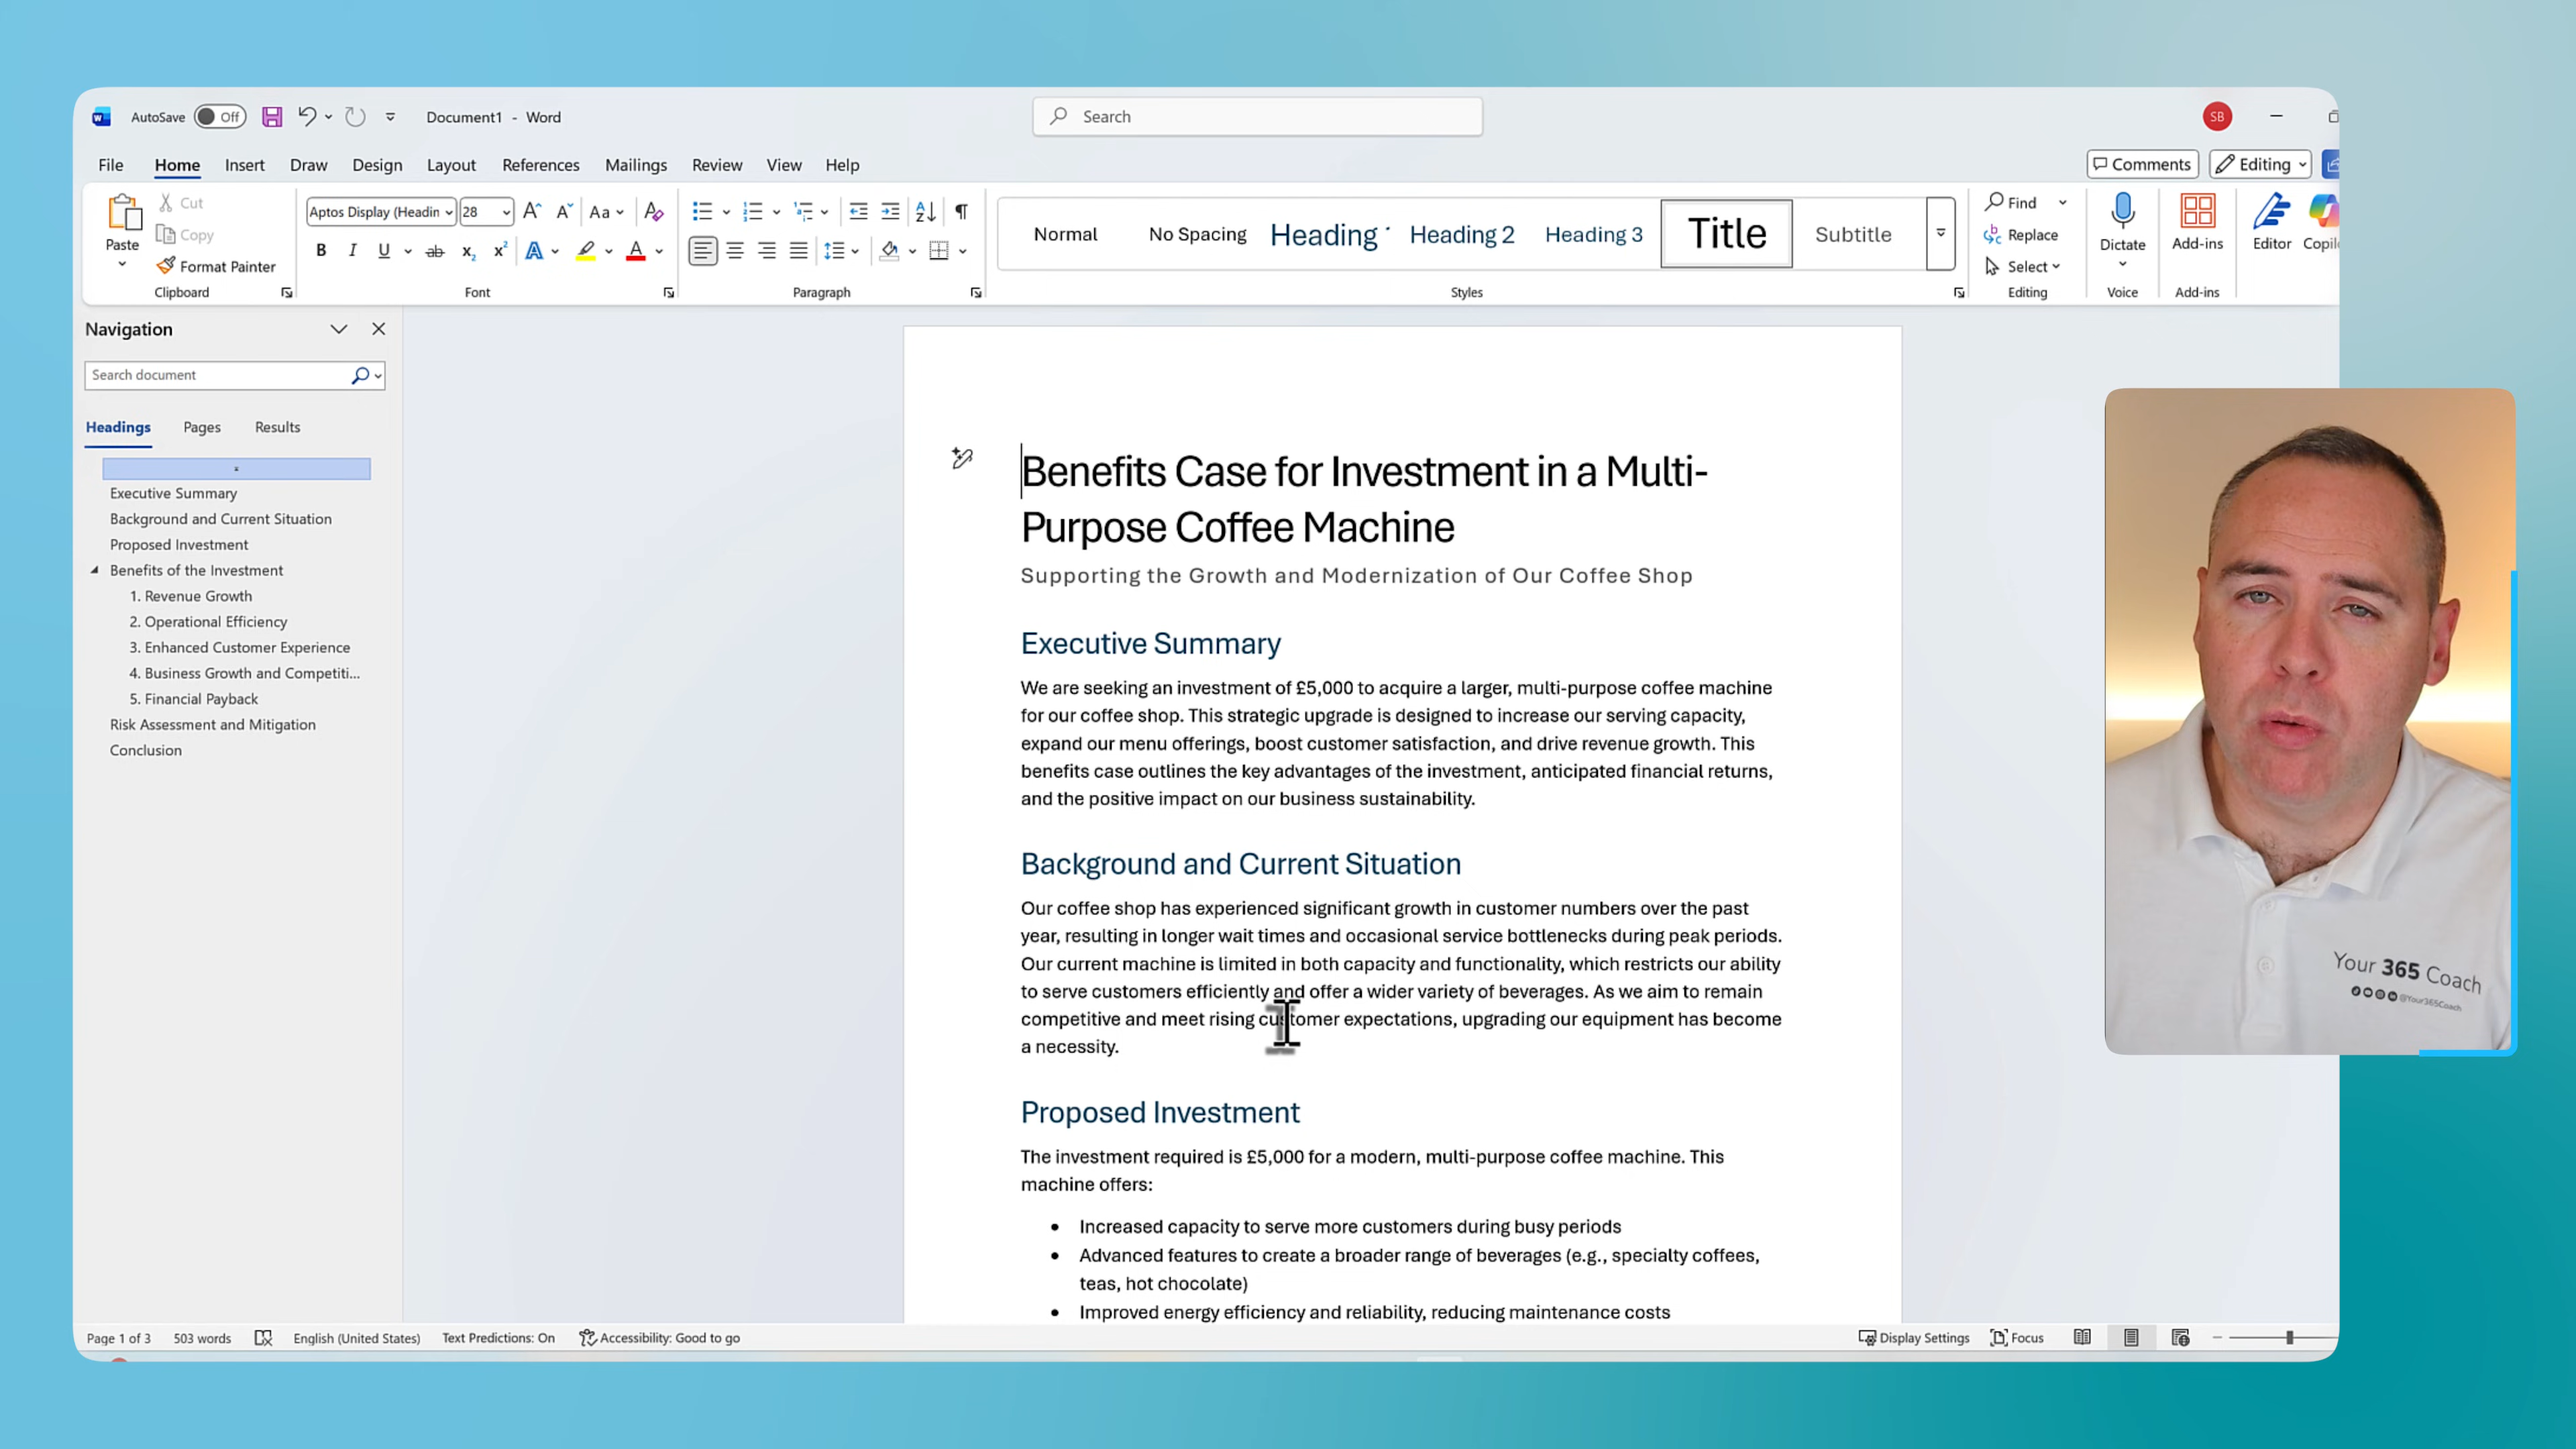 AutoSave Off Document1 - Word Search SB
File Home Insert Draw Design Layout References Mailings Review View Help Comments Editing
Paste Cut Copy Format Painter
Clipboard
Aptos Display (Headin 28
Font
Paragraph
Normal No Spacing Heading Heading 2 Heading 3 Title Subtitle
Styles
Find
Replace
Select
Editing
Dictate
Voice
Add-ins
Add-ins
Editor
Navigation
Search document
Headings Pages Results
Executive Summary
Background and Current Situation
Proposed Investment
Benefits of the Investment
1. Revenue Growth
2. Operational Efficiency
3. Enhanced Customer Experience
4. Business Growth and Competiti...
5. Financial Payback
Risk Assessment and Mitigation
Conclusion
Benefits Case for Investment in a Multi-
Purpose Coffee Machine
Supporting the Growth and Modernization of Our Coffee Shop
Executive Summary
We are seeking an investment of £5,000 to acquire a larger, multi-purpose coffee machine
for our coffee shop. This strategic upgrade is designed to increase our serving capacity,
expand our menu offerings, boost customer satisfaction, and drive revenue growth. This
benefits case outlines the key advantages of the investment, anticipated financial returns,
and the positive impact on our business sustainability.
Background and Current Situation
Our coffee shop has experienced significant growth in customer numbers over the past
year, resulting in longer wait times and occasional service bottlenecks during peak periods.
Our current machine is limited in both capacity and functionality, which restricts our ability
to serve customers efficiently and offer a wider variety of beverages. As we aim to remain
competitive and meet rising customer expectations, upgrading our equipment has become
a necessity.
Proposed Investment
The investment required is £5,000 for a modern, multi-purpose coffee machine. This
machine offers:
• Increased capacity to serve more customers during busy periods
• Advanced features to create a broader range of beverages (e.g., specialty coffees,
teas, hot chocolate)
• Improved energy efficiency and reliability, reducing maintenance costs
Your 365 Coach
@Your365Coach
Page 1 of 3 503 words English (United States) Text Predictions: On Accessibility: Good to go Display Settings Focus